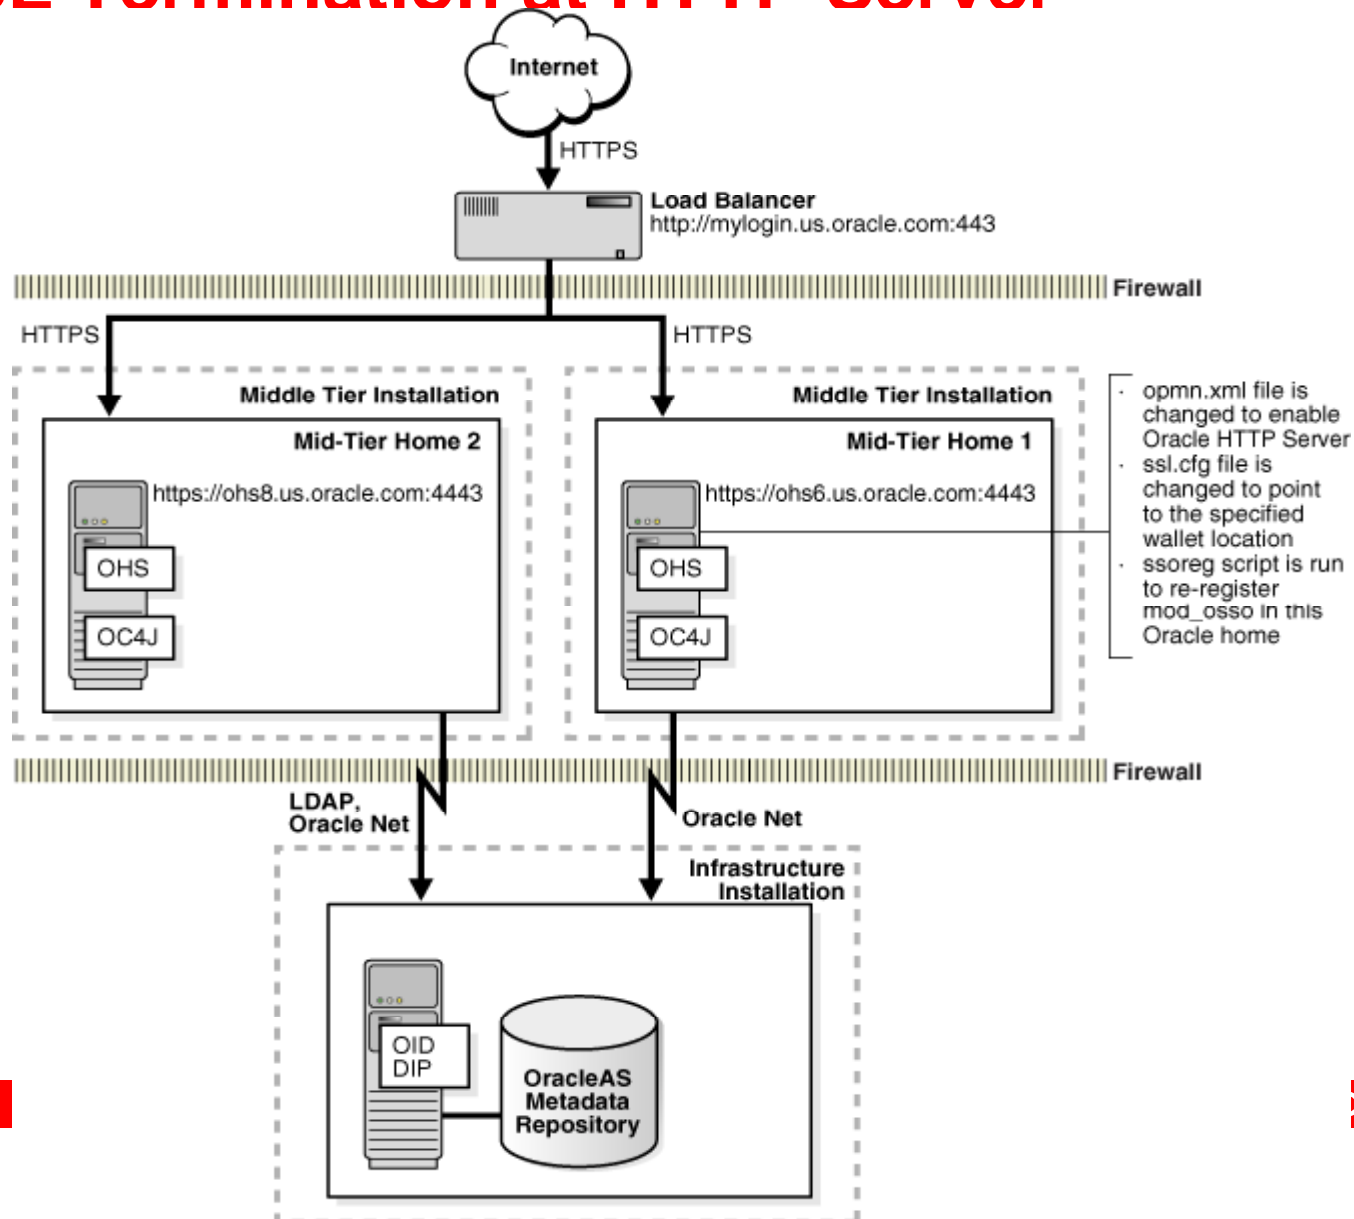 Termination at HTTP Server
Internet
HTTPS
Load Balancer
http://mylogin.us.oracle.com:443
Firewall
HTTPS
HTTPS
Middle Tier Installation
Mid-Tier Home 2
https://ohs8.us.oracle.com:4443
OHS
OC4J
Middle Tier Installation
Mid-Tier Home 1
https://ohs6.us.oracle.com:4443
OHS
OC4J
· opmn.xml file is
changed to enable
Oracle HTTP Server
· ssl.cfg file is
changed to point
to the specified
wallet location
· ssoreg script is run
to re-register
mod_osso in this
Oracle home
Firewall
LDAP,
Oracle Net
Oracle Net
Infrastructure
Installation
OID
DIP
OracleAS
Metadata
Repository